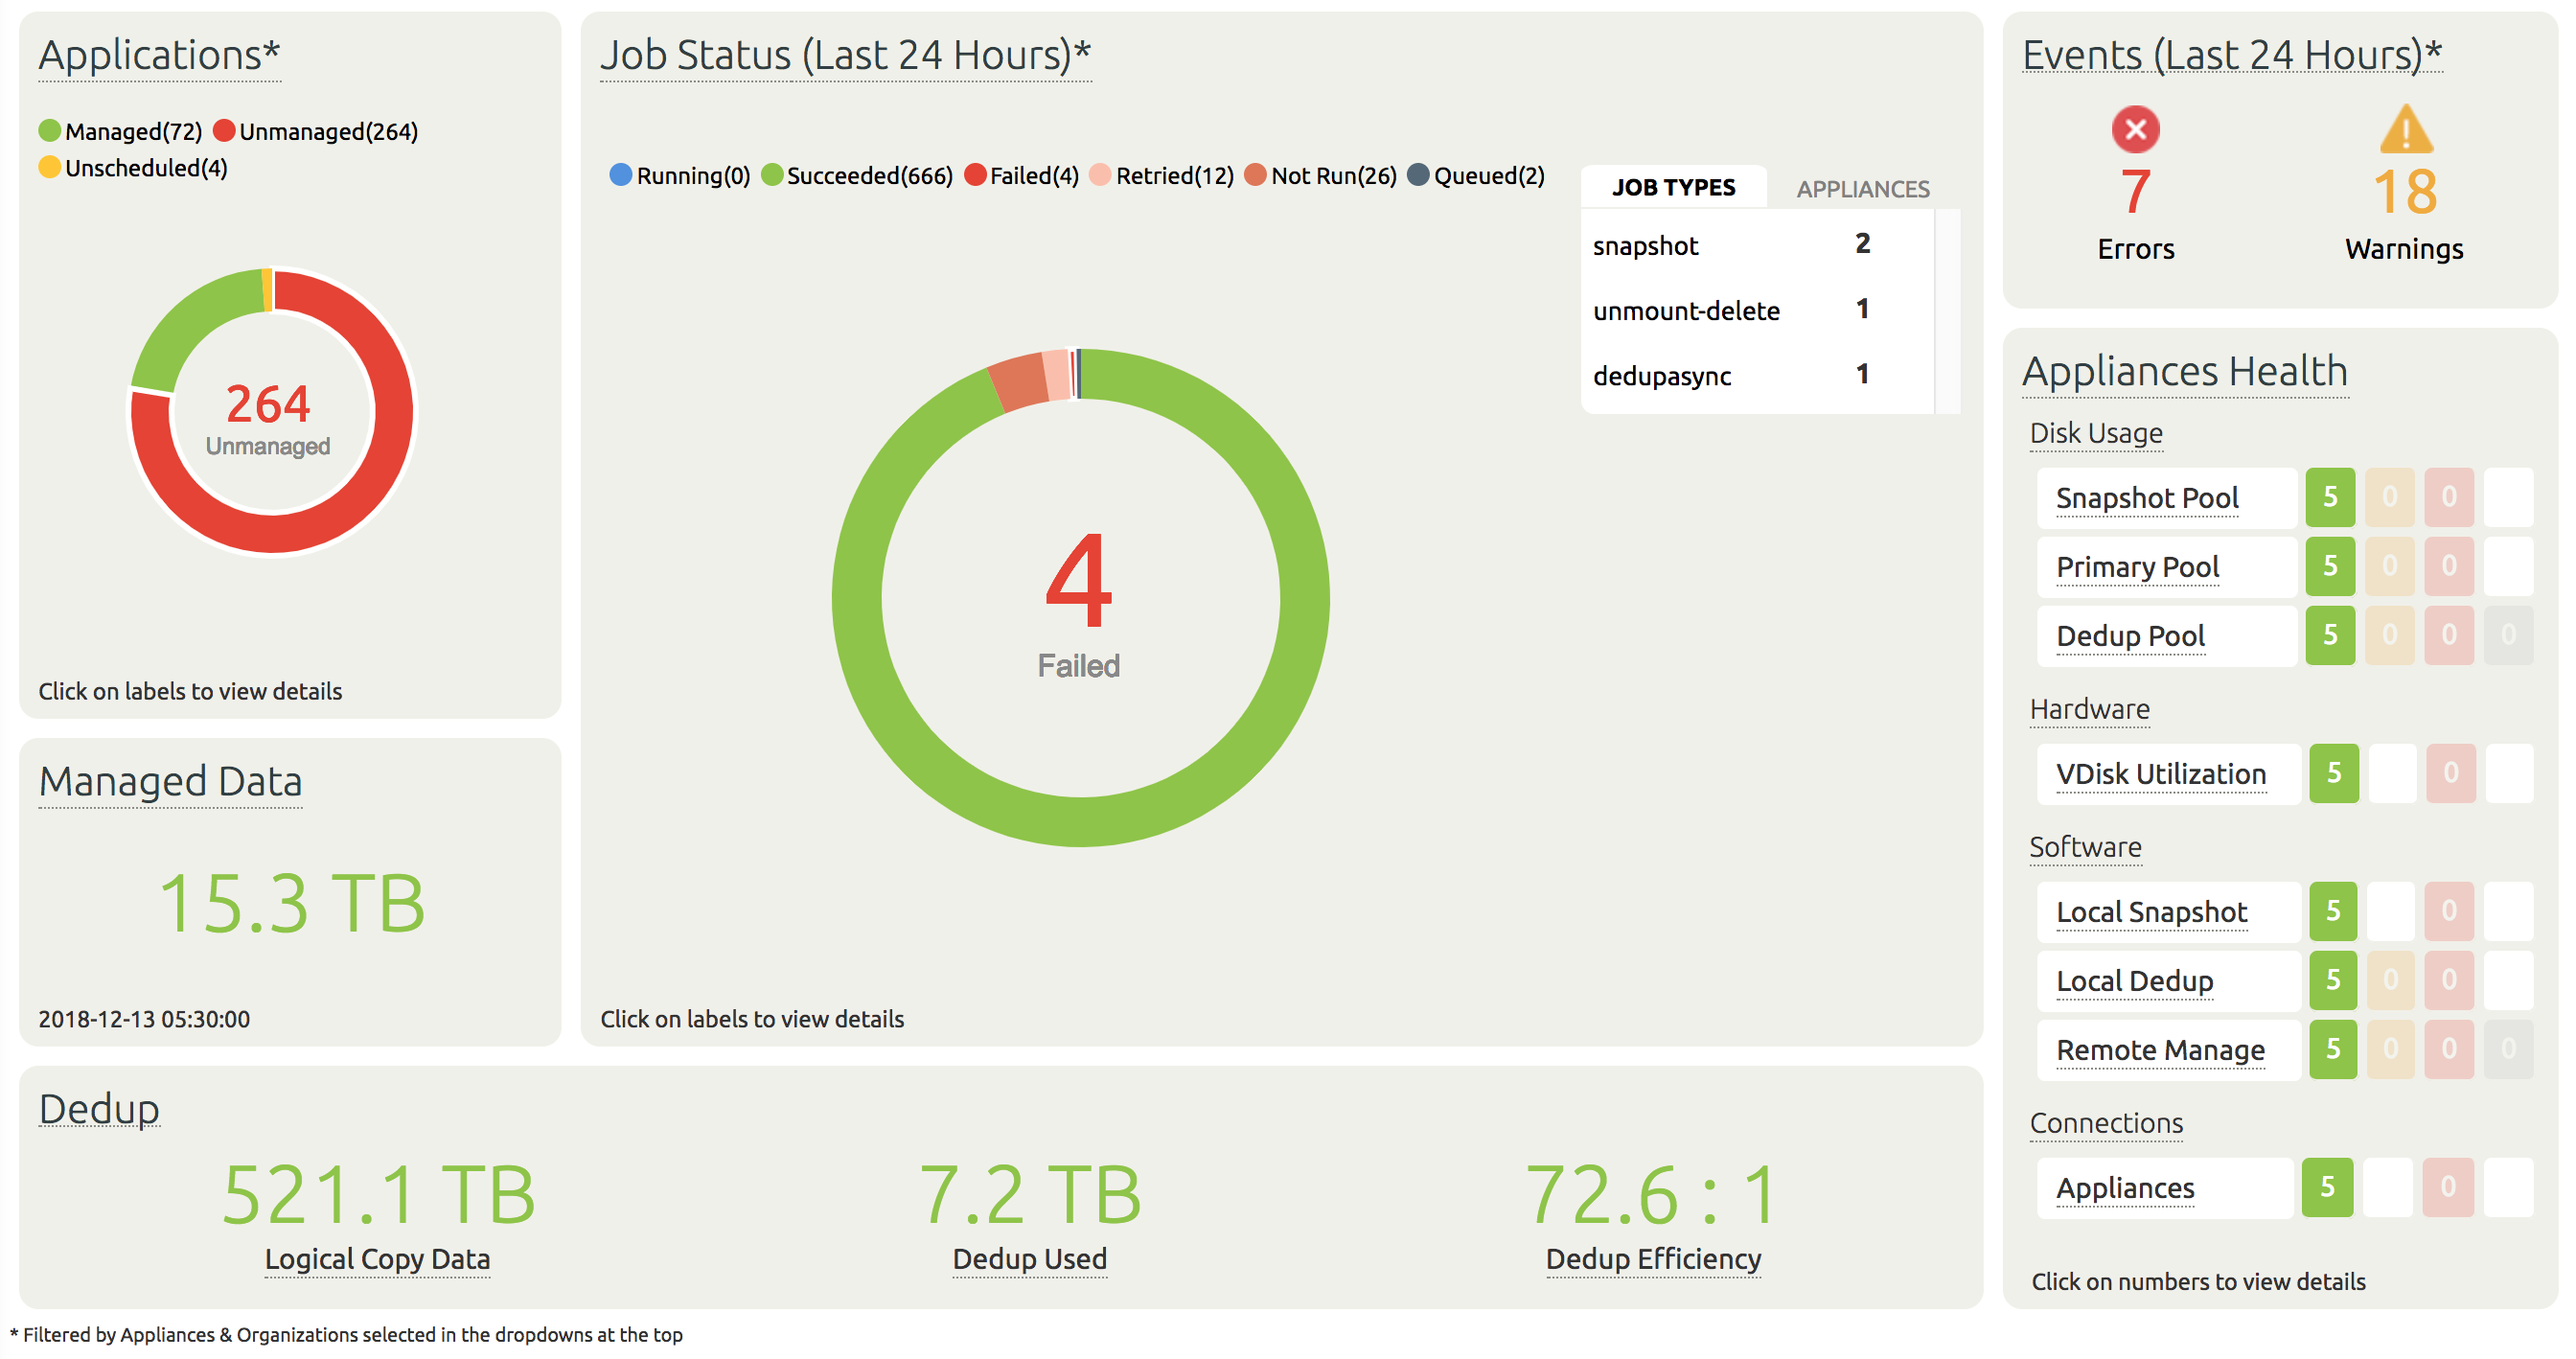 Applications*
Managed(72) Unmanaged(264)
Unscheduled(4)
264
Unmanaged
Click on labels to view details
Managed Data
15.3 TB
2018-12-13 05:30:00
Job Status (Last 24 Hours)*
Running(0) Succeeded(666) Failed(4) Retried(12) Not Run(26) Queued(2)
JOB TYPES APPLIANCES
snapshot 2
unmount-delete 1
dedupasync 1
4
Failed
Click on labels to view details
Dedup
521.1 TB 7.2 TB 72.6 : 1
Logical Copy Data Dedup Used Dedup Efficiency
Events (Last 24 Hours)*
7 18
Errors Warnings
Appliances Health
Disk Usage
Snapshot Pool 5 0 0
Primary Pool 5 0 0
Dedup Pool 5 0 0 0
Hardware
VDisk Utilization 5 0
Software
Local Snapshot 5 0
Local Dedup 5 0 0
Remote Manage 5 0 0 0
Connections
Appliances 5 0
Click on numbers to view details
* Filtered by Appliances & Organizations selected in the dropdowns at the top